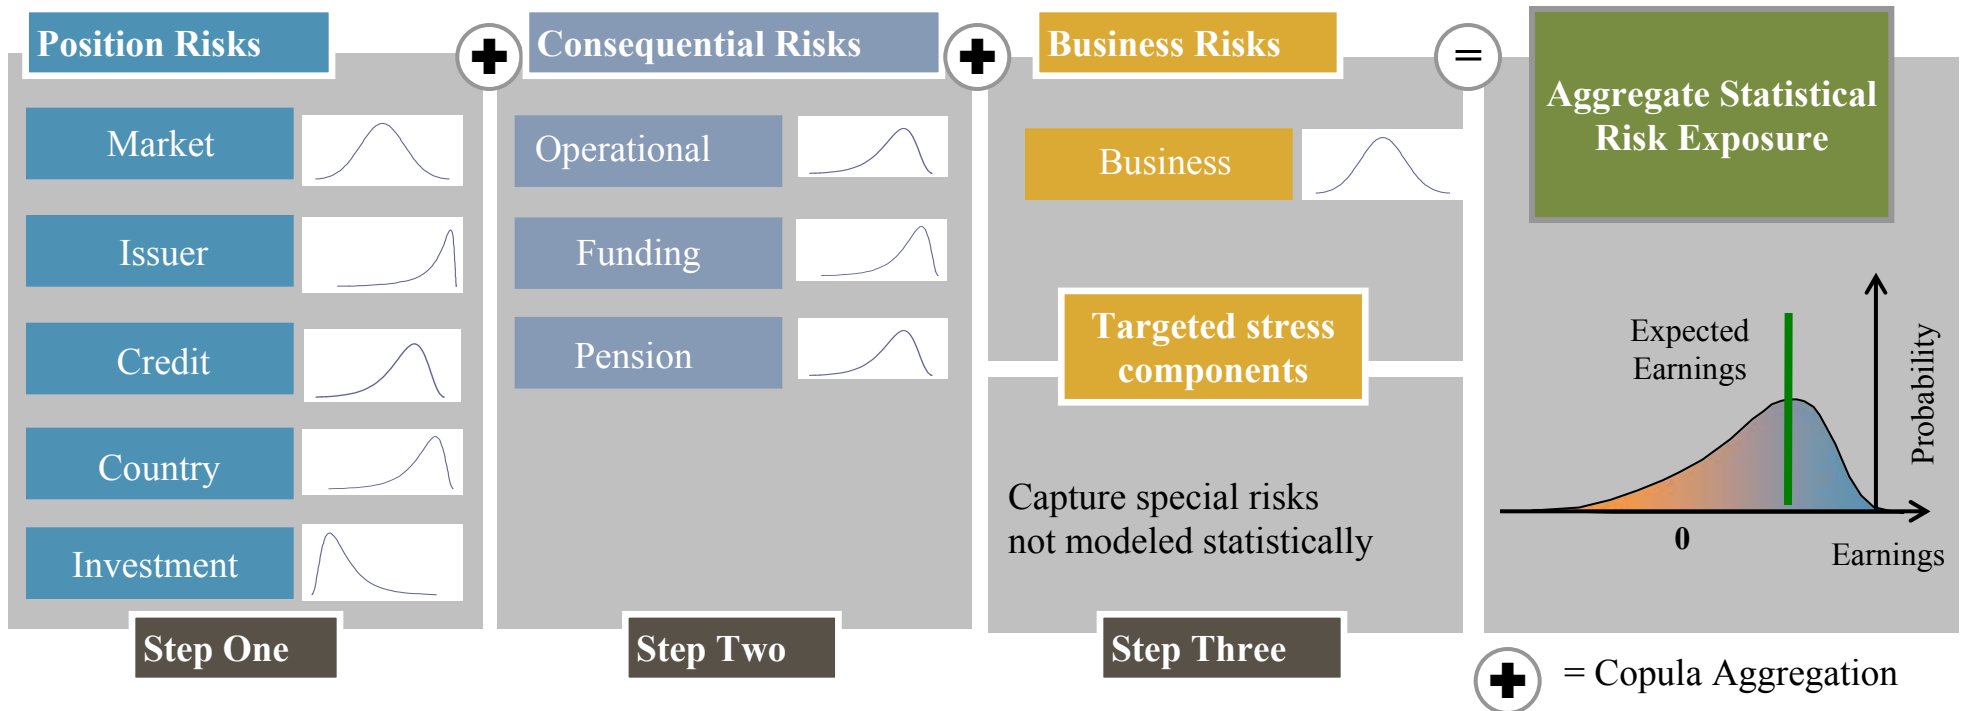 Position Risks
Market
Issuer
Credit
Country
Investment
Step One
Consequential Risks
Operational
Funding
Pension
Step Two
Business Risks
Business
Targeted stress
components
Capture special risks
not modeled statistically
Step Three
=
Aggregate Statistical
Risk Exposure
Expected
Earnings
Probability
0
Earnings
= Copula Aggregation